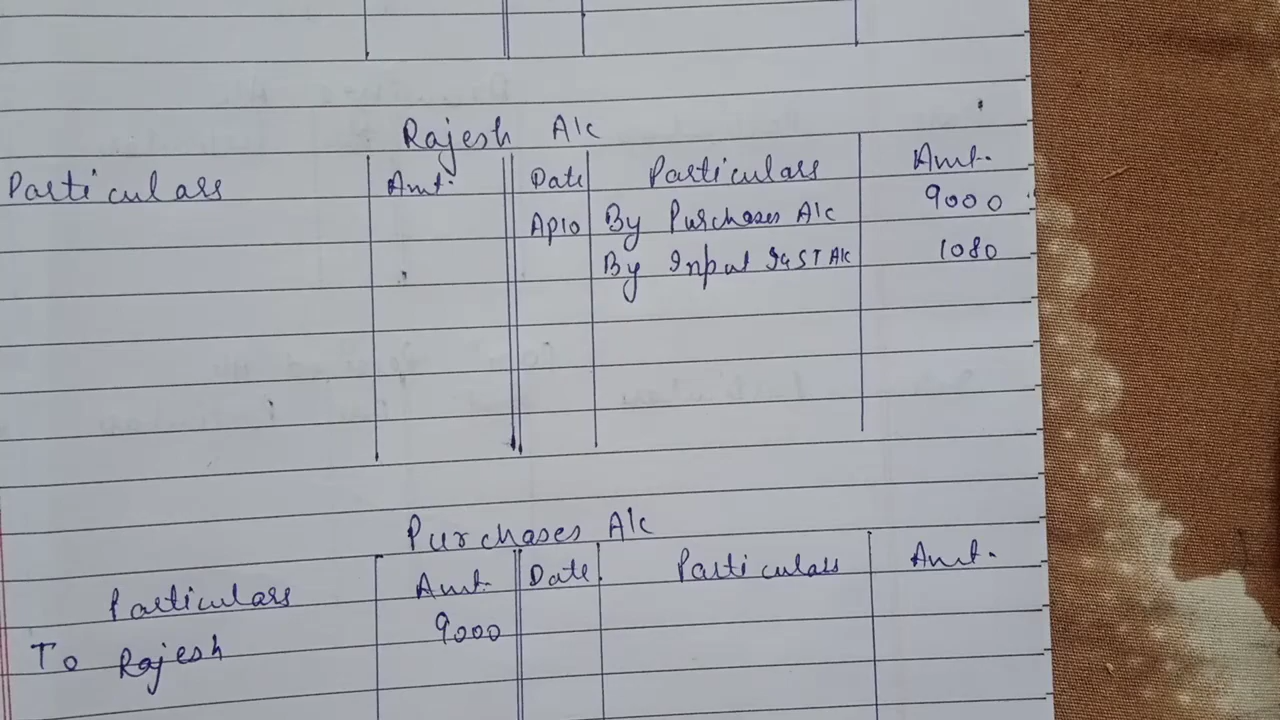 Rajesh A/c
Particulars Amt. Date Particulars Amt.
Ap10 By Purchases A/c 9000
By Input IGST A/c 1080
Purchases A/c
Particulars Amt. Date Particulars Amt.
To Rajesh 9000